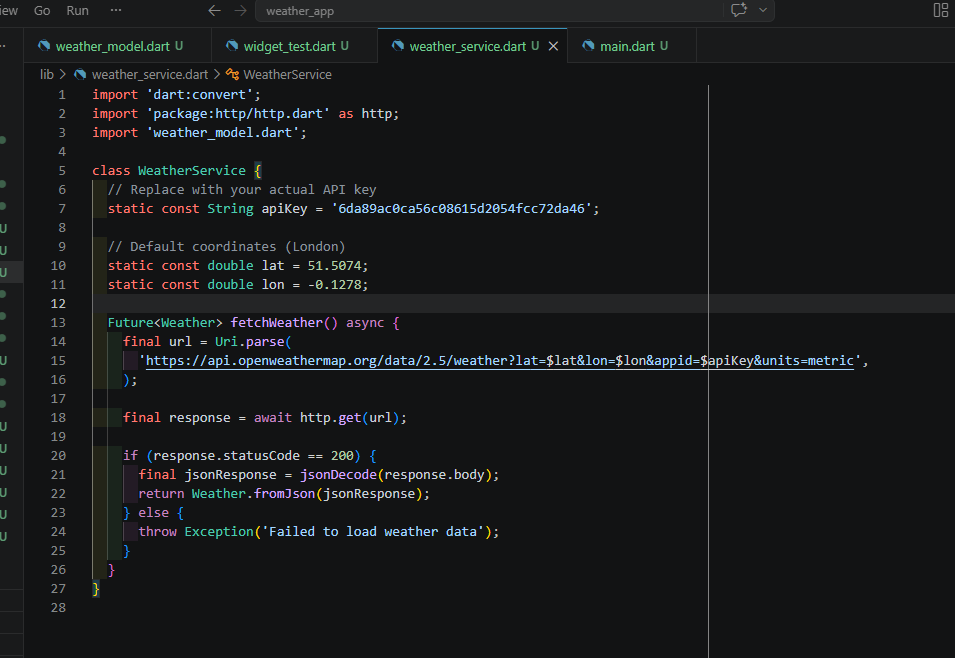 iew Go Run ··· weather_app
weather_model.dart U widget_test.dart U weather_service.dart U main.dart U
lib > weather_service.dart > WeatherService
1 import 'dart:convert';
2 import 'package:http/http.dart' as http;
3 import 'weather_model.dart';
4
5 class WeatherService {
6 // Replace with your actual API key
7 static const String apiKey = '6da89ac0ca56c08615d2054fcc72da46';
8
9 // Default coordinates (London)
10 static const double lat = 51.5074;
11 static const double lon = -0.1278;
12
13 Future<Weather> fetchWeather() async {
14 final url = Uri.parse(
15 'https://api.openweathermap.org/data/2.5/weather?lat=$lat&lon=$lon&appid=$apiKey&units=metric',
16 );
17
18 final response = await http.get(url);
19
20 if (response.statusCode == 200) {
21 final jsonResponse = jsonDecode(response.body);
22 return Weather.fromJson(jsonResponse);
23 } else {
24 throw Exception('Failed to load weather data');
25 }
26 }
27 }
28
U
U
U
U
U
U
U
U
U
U